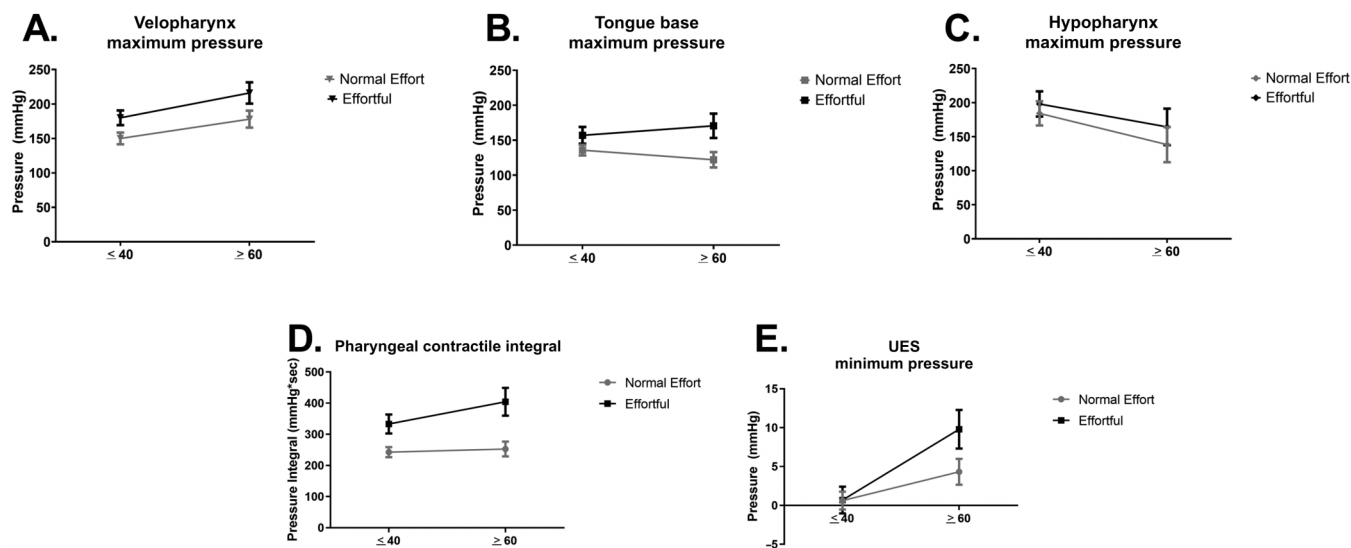 A.
Velopharynx
maximum pressure
Pressure (mmHg)
250
200
150
100
50
0
≤ 40
≥ 60
Normal Effort
Effortful
B.
Tongue base
maximum pressure
Pressure (mmHg)
250
200
150
100
50
0
≤ 40
≥ 60
Normal Effort
Effortful
C.
Hypopharynx
maximum pressure
Pressure (mmHg)
250
200
150
100
50
0
≤ 40
≥ 60
Normal Effort
Effortful
D.
Pharyngeal contractile integral
Pressure Integral (mmHg*sec)
500
400
300
200
100
0
≤ 40
≥ 60
Normal Effort
Effortful
E.
UES
minimum pressure
Pressure (mmHg)
15
10
5
0
-5
≤ 40
≥ 60
Normal Effort
Effortful